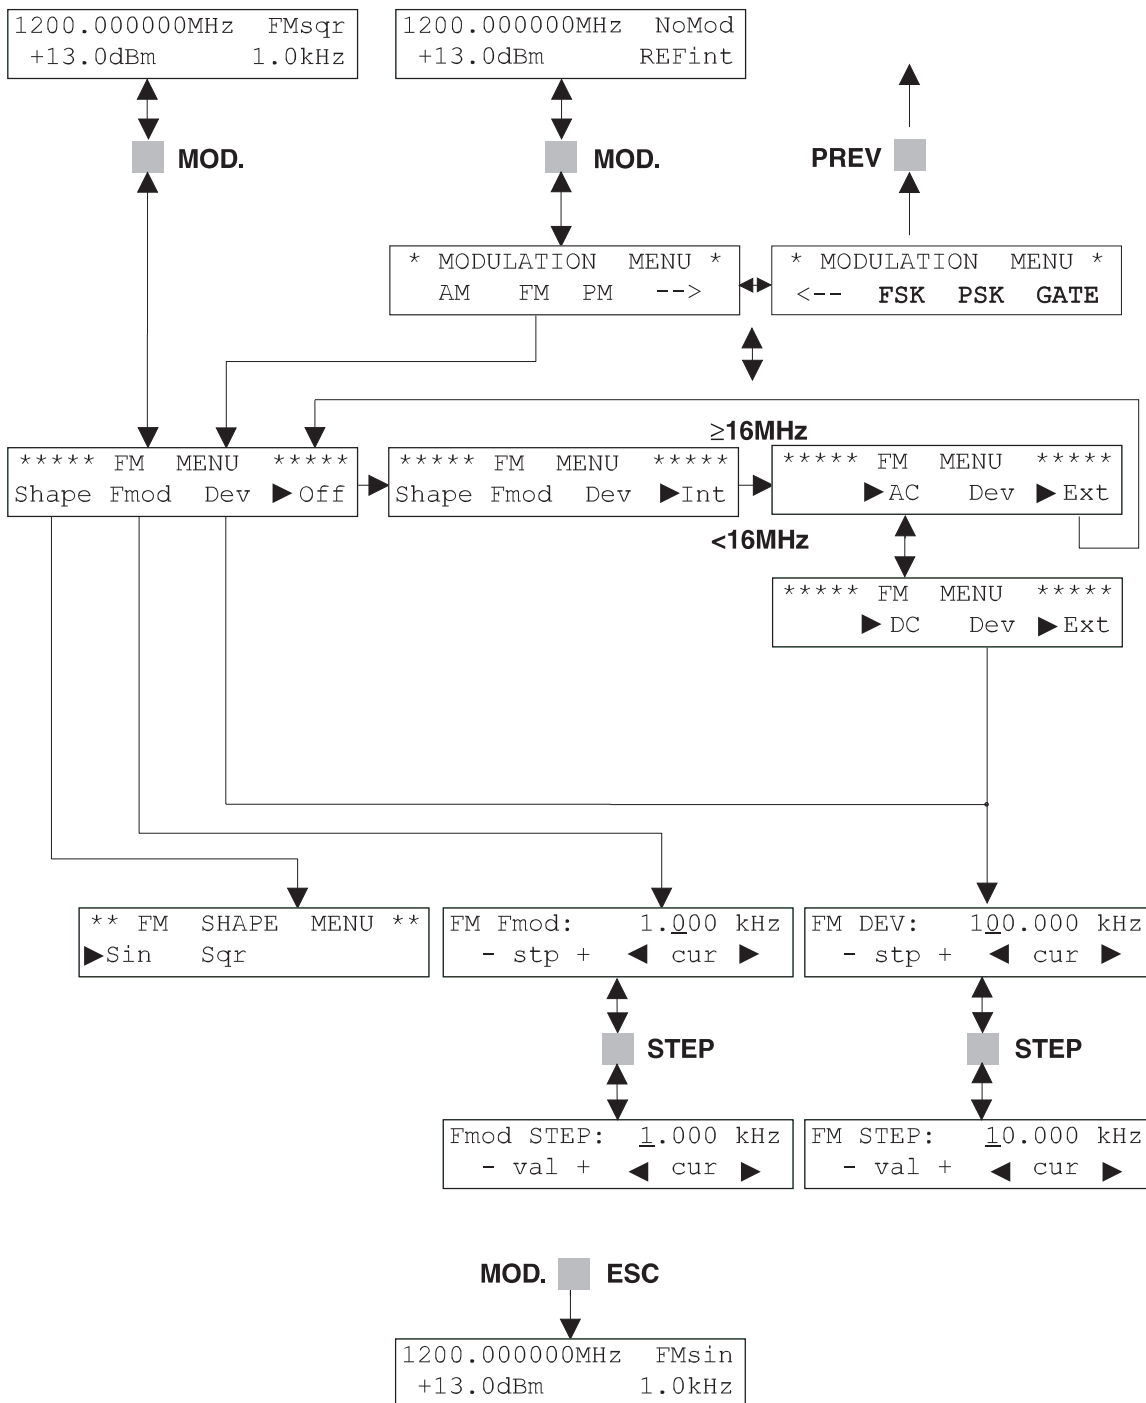 1200.000000MHz FMsqr
+13.0dBm 1.0kHz
1200.000000MHz NoMod
+13.0dBm REFint
MOD.
MOD.
PREV
* MODULATION MENU *
AM FM PM -->
* MODULATION MENU *
<-- FSK PSK GATE
≥16MHz
***** FM MENU *****
Shape Fmod Dev ▶Off
***** FM MENU *****
Shape Fmod Dev ▶Int
***** FM MENU *****
▶AC Dev ▶Ext
<16MHz
***** FM MENU *****
▶DC Dev ▶Ext
** FM SHAPE MENU **
▶Sin Sqr
FM Fmod: 1.000 kHz
- stp + ◀ cur ▶
FM DEV: 100.000 kHz
- stp + ◀ cur ▶
STEP
STEP
Fmod STEP: 1.000 kHz
- val + ◀ cur ▶
FM STEP: 10.000 kHz
- val + ◀ cur ▶
MOD. ESC
1200.000000MHz FMsin
+13.0dBm 1.0kHz